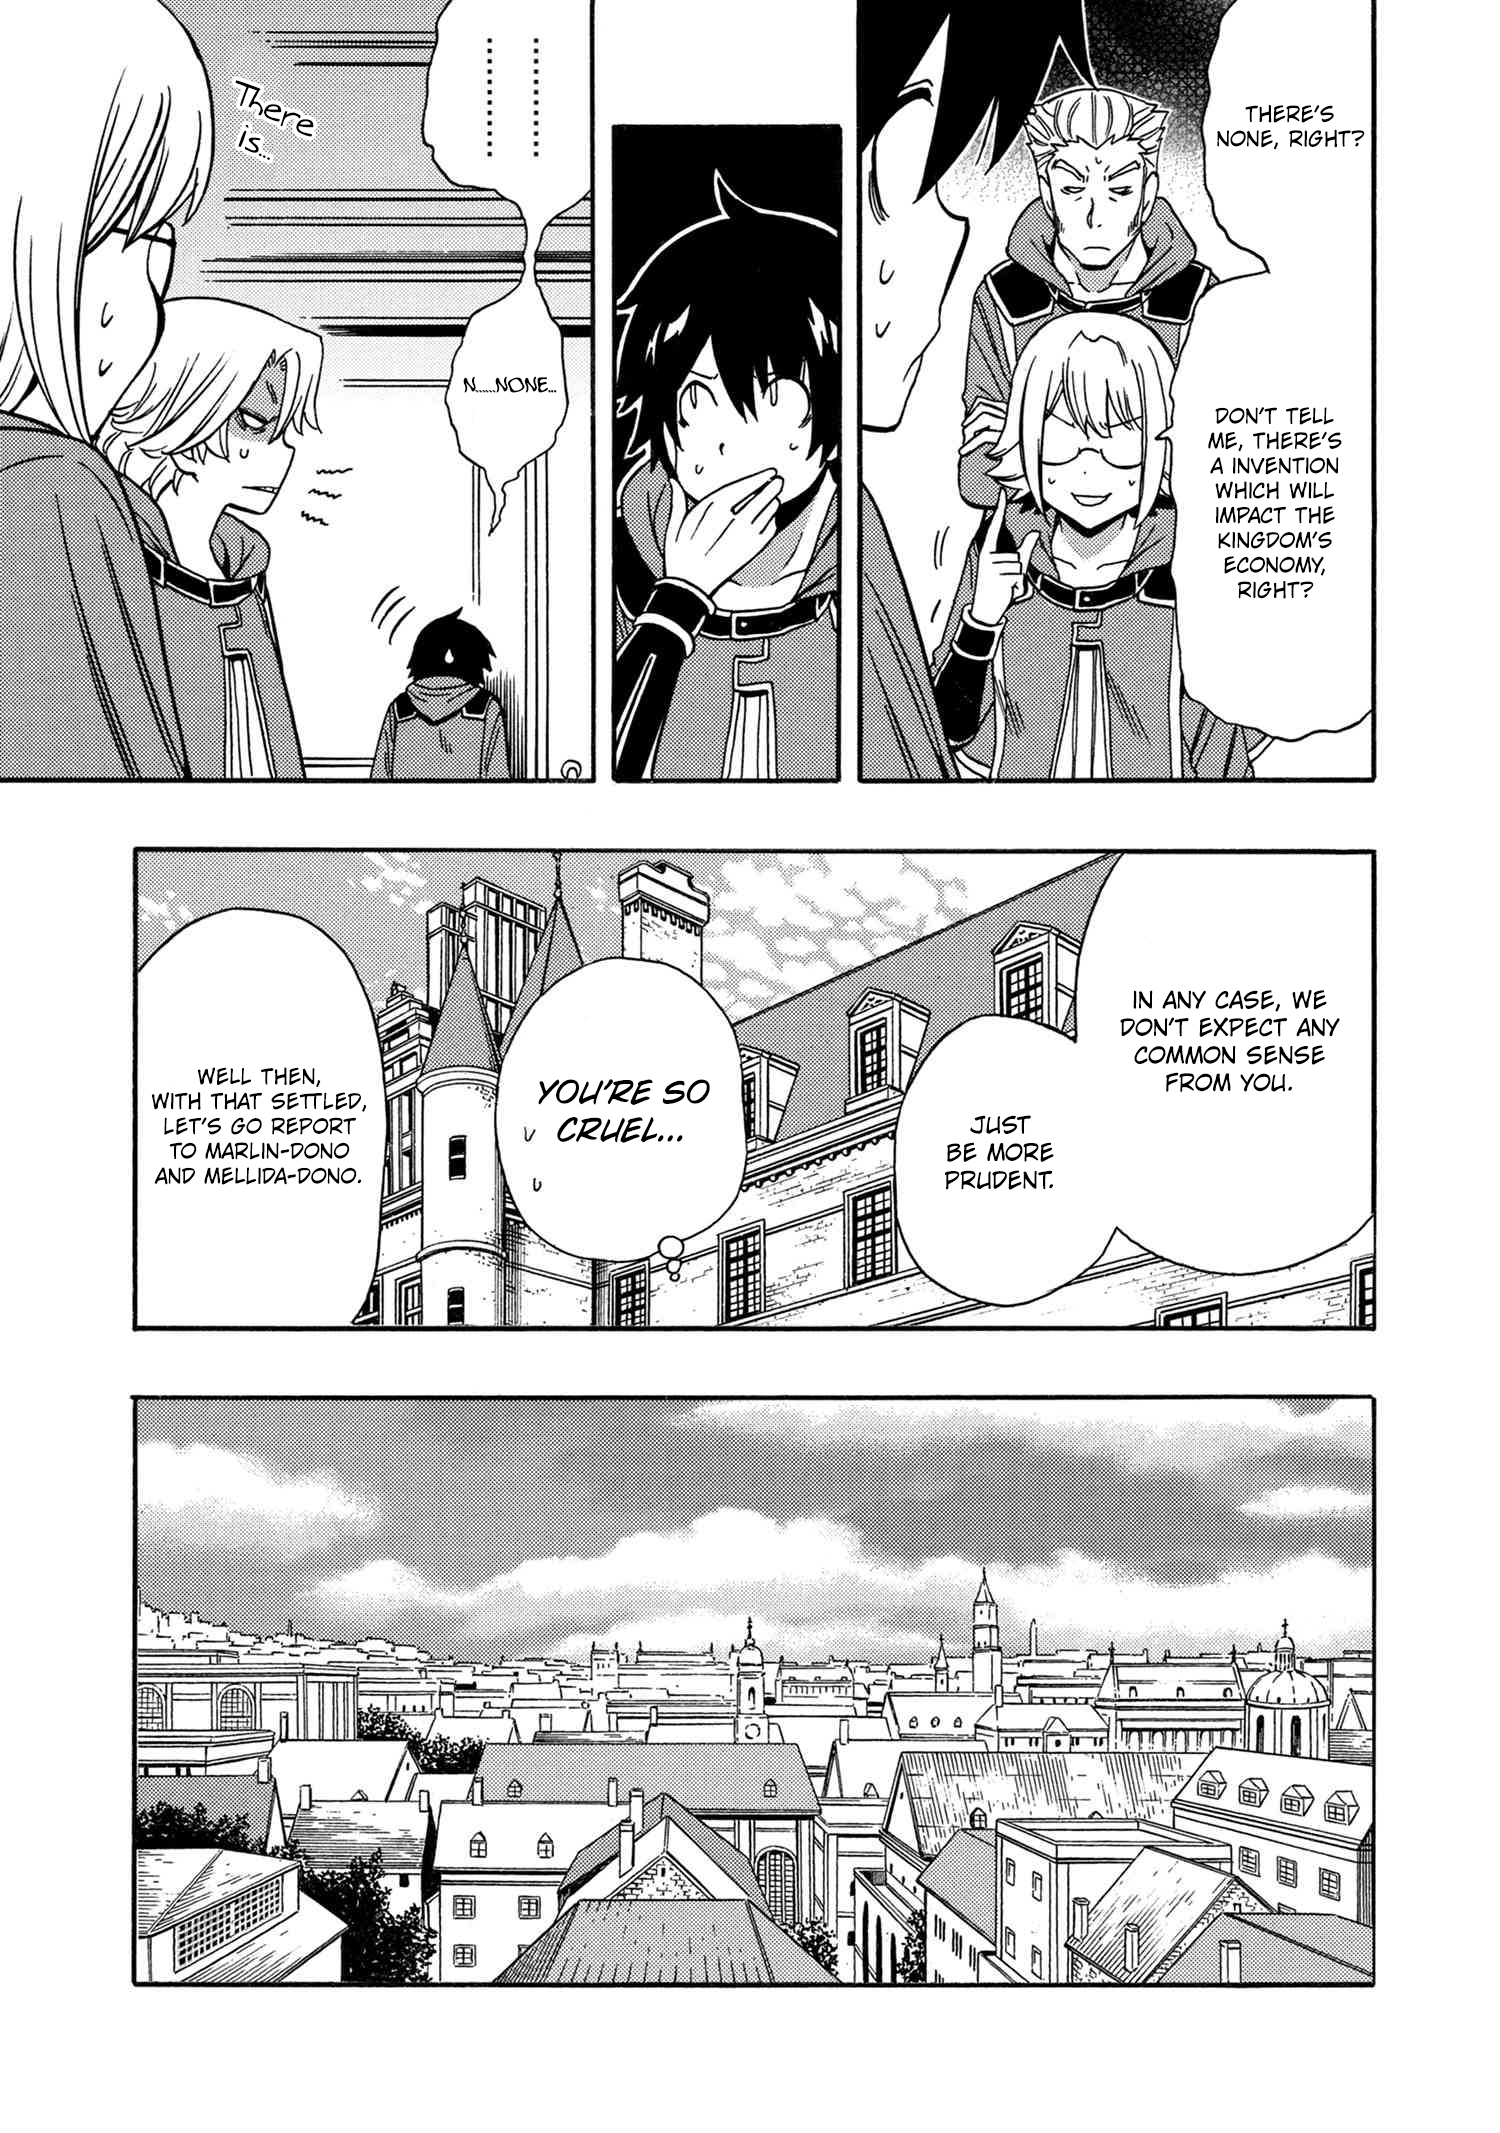 THERE'S
NONE, RIGHT?
DON'T TELL
ME, THERE'S
A INVENTION
WHICH WILL
IMPACT THE
KINGDOM'S
ECONOMY,
RIGHT?
..........
..........
N......NONE...
There
is...
IN ANY CASE, WE
DON'T EXPECT ANY
COMMON SENSE
FROM YOU.
JUST
BE MORE
PRUDENT.
YOU'RE SO
CRUEL...
WELL THEN,
WITH THAT SETTLED,
LET'S GO REPORT
TO MARLIN-DONO
AND MELLIDA-DONO.